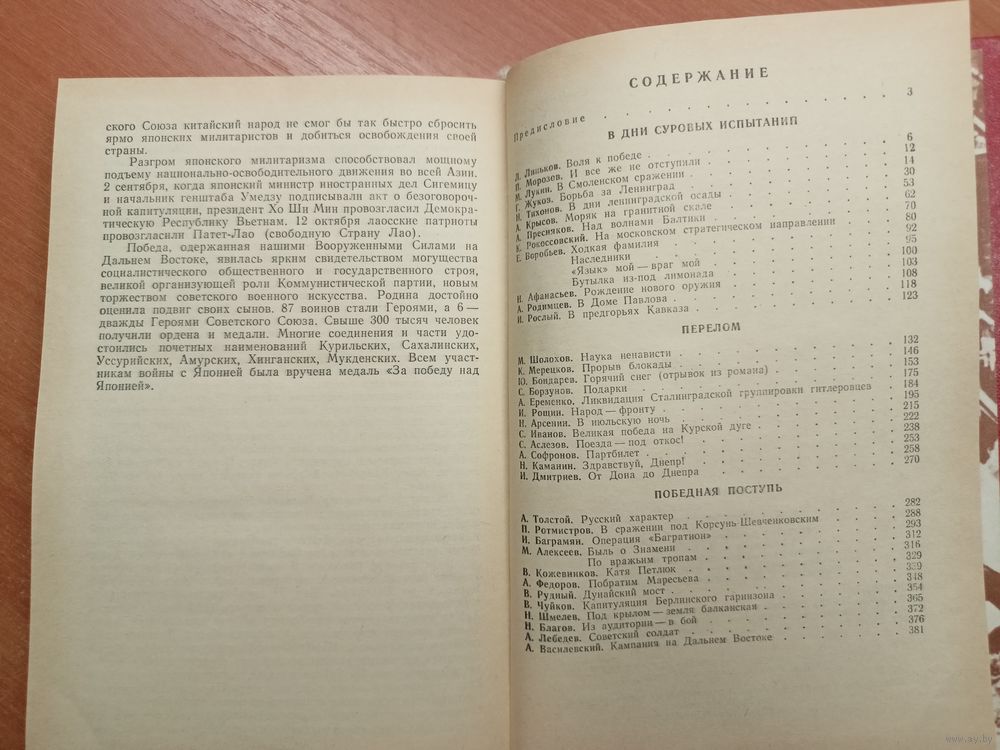 ского Союза китайский народ не смог бы так быстро сбросить
ярмо японских милитаристов и добиться освобождения своей
страны.
Разгром японского милитаризма способствовал мощному
подъему национально-освободительного движения во всей Азии.
2 сентября, когда японский министр иностранных дел Сигемицу
и начальник генштаба Умедзу подписывали акт о безоговороч-
ной капитуляции, президент Хо Ши Мин провозгласил Демокра-
тическую Республику Вьетнам. 12 октября лаосские патриоты
провозгласили Патет-Лао (свободную Страну Лао).
Победа, одержанная нашими Вооруженными Силами на
Дальнем Востоке, явилась ярким свидетельством могущества
социалистического общественного и государственного строя,
великой организующей роли Коммунистической партии, новым
торжеством советского военного искусства. Родина достойно
оценила подвиг своих сынов. 87 воинов стали Героями, а 6 —
дважды Героями Советского Союза. Свыше 300 тысяч человек
получили ордена и медали. Многие соединения и части удо-
стоились почетных наименований Курильских, Сахалинских,
Уссурийских, Амурских, Хинганских, Мукденских. Всем участ-
никам войны с Японией была вручена медаль «За победу над
Японией».
СОДЕРЖАНИЕ
Предисловие . . . 3
В ДНИ СУРОВЫХ ИСПЫТАНИЙ
Л. Линьков. Воля к победе . . . 6
П. Морозев. И все же не отступили . . . 12
М. Лукин. В Смоленском сражении . . . 14
Г. Жуков. Борьба за Ленинград . . . 30
Н. Тихонов. В дни ленинградской осады . . . 53
А. Крысов. Моряк на гранитной скале . . . 62
А. Пресняков. Над волнами Балтики . . . 70
К. Рокоссовский. На московском стратегическом направлении . . . 80
Е. Воробьев. Ходкая фамилия . . . 92
Наследники . . . 95
«Язык» мой — враг мой . . . 100
Бутылка из-под лимонада . . . 103
Н. Афанасьев. Рождение нового оружия . . . 108
А. Родимцев. В Доме Павлова . . . 118
И. Рослый. В предгорьях Кавказа . . . 123
ПЕРЕЛОМ
М. Шолохов. Наука ненависти . . . 132
К. Мерецков. Прорыв блокады . . . 146
Ю. Бондарев. Горячий снег (отрывок из романа) . . . 153
С. Борзунов. Подарки . . . 175
А. Еременко. Ликвидация Сталинградской группировки гитлеровцев . . . 184
И. Рощин. Народ — фронту . . . 195
Н. Арсении. В июльскую ночь . . . 215
С. Иванов. Великая победа на Курской дуге . . . 222
С. Аслезов. Поезда — под откос! . . . 238
А. Софронов. Партбилет . . . 253
Н. Каманин. Здравствуй, Днепр! . . . 258
И. Дмитриев. От Дона до Днепра . . . 270
ПОБЕДНАЯ ПОСТУПЬ
А. Толстой. Русский характер . . . 282
П. Ротмистров. В сражении под Корсунь-Шевченковским . . . 288
И. Баграмян. Операция «Багратион» . . . 293
М. Алексеев. Быль о Знамени . . . 312
По вражьим тропам . . . 316
В. Кожевников. Катя Петлюк . . . 329
А. Федоров. Побратим Маресьева . . . 339
В. Рудный. Дунайский мост . . . 348
В. Чуйков. Капитуляция Берлинского гарнизона . . . 354
Н. Шмелев. Под крылом — земля балканская . . . 365
Н. Благов. Из аудитории — в бой . . . 372
А. Лебедев. Советский солдат . . . 376
А. Василевский. Кампания на Дальнем Востоке . . . 381
www.ay.by